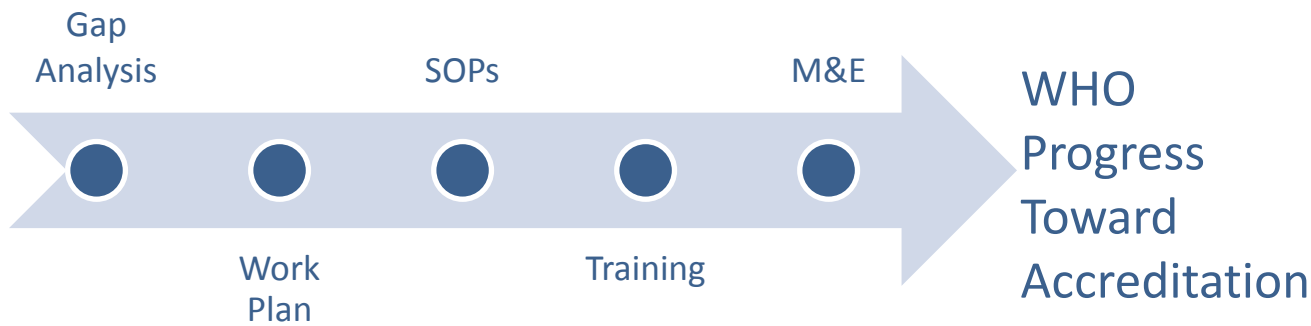 Gap
Analysis
Work
Plan
SOPs
Training
M&E
WHO
Progress
Toward
Accreditation